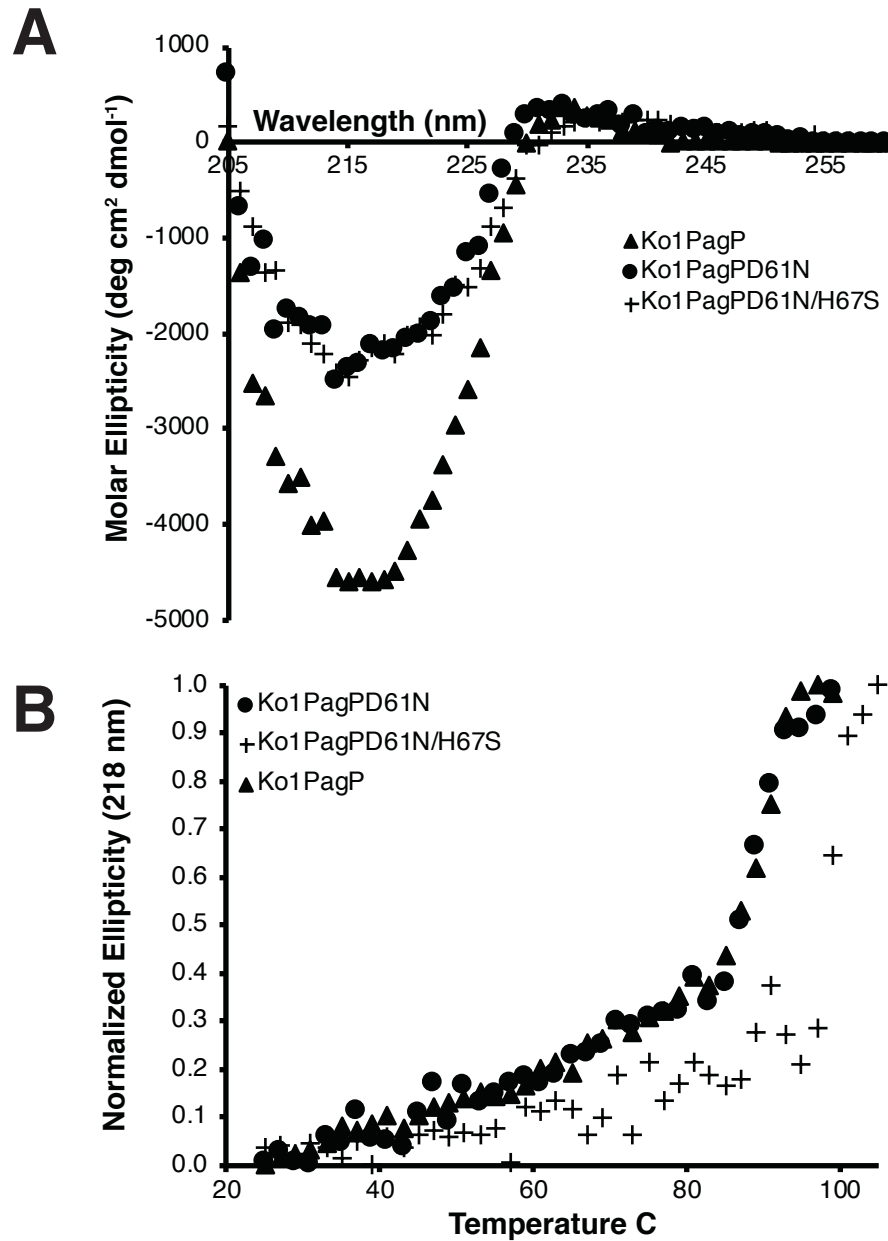 A
Molar Ellipticity (deg cm² dmol⁻¹)
1000
0
-1000
-2000
-3000
-4000
-5000
Wavelength (nm)
205 215 225 235 245 255
Ko1PagP
Ko1PagPD61N
Ko1PagPD61N/H67S
B
Normalized Ellipticity (218 nm)
1.0
0.9
0.8
0.7
0.6
0.5
0.4
0.3
0.2
0.1
0.0
Ko1PagPD61N
Ko1PagPD61N/H67S
Ko1PagP
20 40 60 80 100
Temperature C